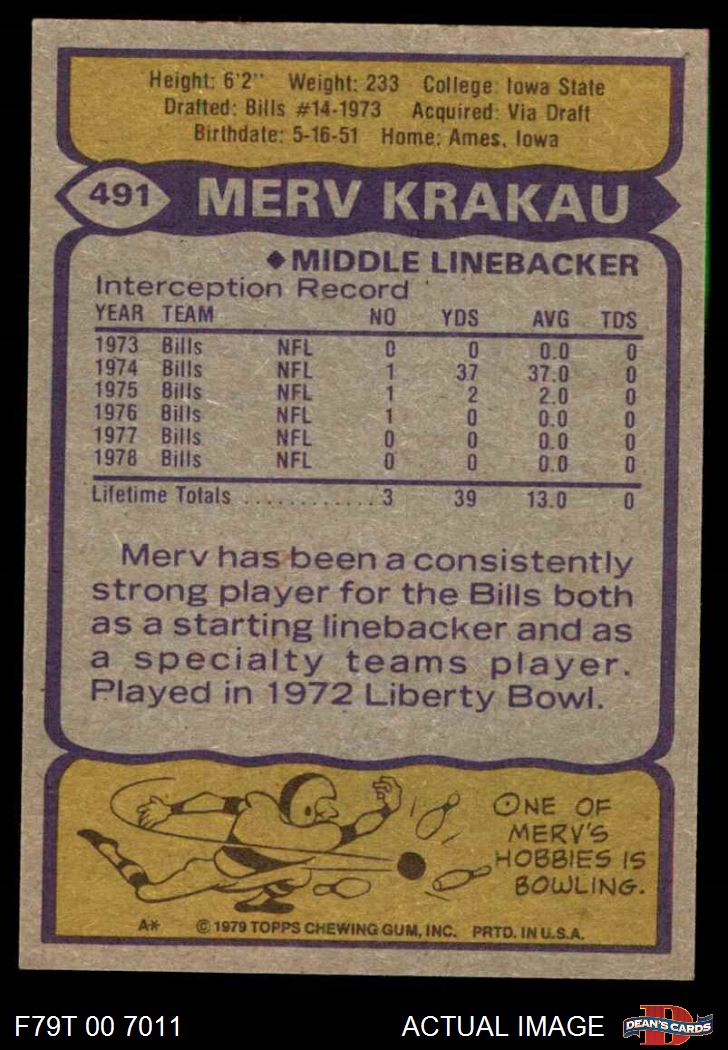 Height: 6'2" Weight: 233 College: Iowa State
Drafted: Bills #14-1973 Acquired: Via Draft
Birthdate: 5-16-51 Home: Ames, Iowa
491 MERV KRAKAU
◆MIDDLE LINEBACKER
Interception Record
YEAR TEAM NO YDS AVG TDS
1973 Bills NFL 0 0 0.0 0
1974 Bills NFL 1 37 37.0 0
1975 Bills NFL 1 2 2.0 0
1976 Bills NFL 1 0 0.0 0
1977 Bills NFL 0 0 0.0 0
1978 Bills NFL 0 0 0.0 0
Lifetime Totals ............ 3 39 13.0 0
Merv has been a consistently
strong player for the Bills both
as a starting linebacker and as
a specialty teams player.
Played in 1972 Liberty Bowl.
ONE OF
MERV'S
HOBBIES IS
BOWLING.
A* © 1979 TOPPS CHEWING GUM, INC. PRTD. IN U.S.A.
F79T 00 7011 ACTUAL IMAGE D DEAN'S CARDS